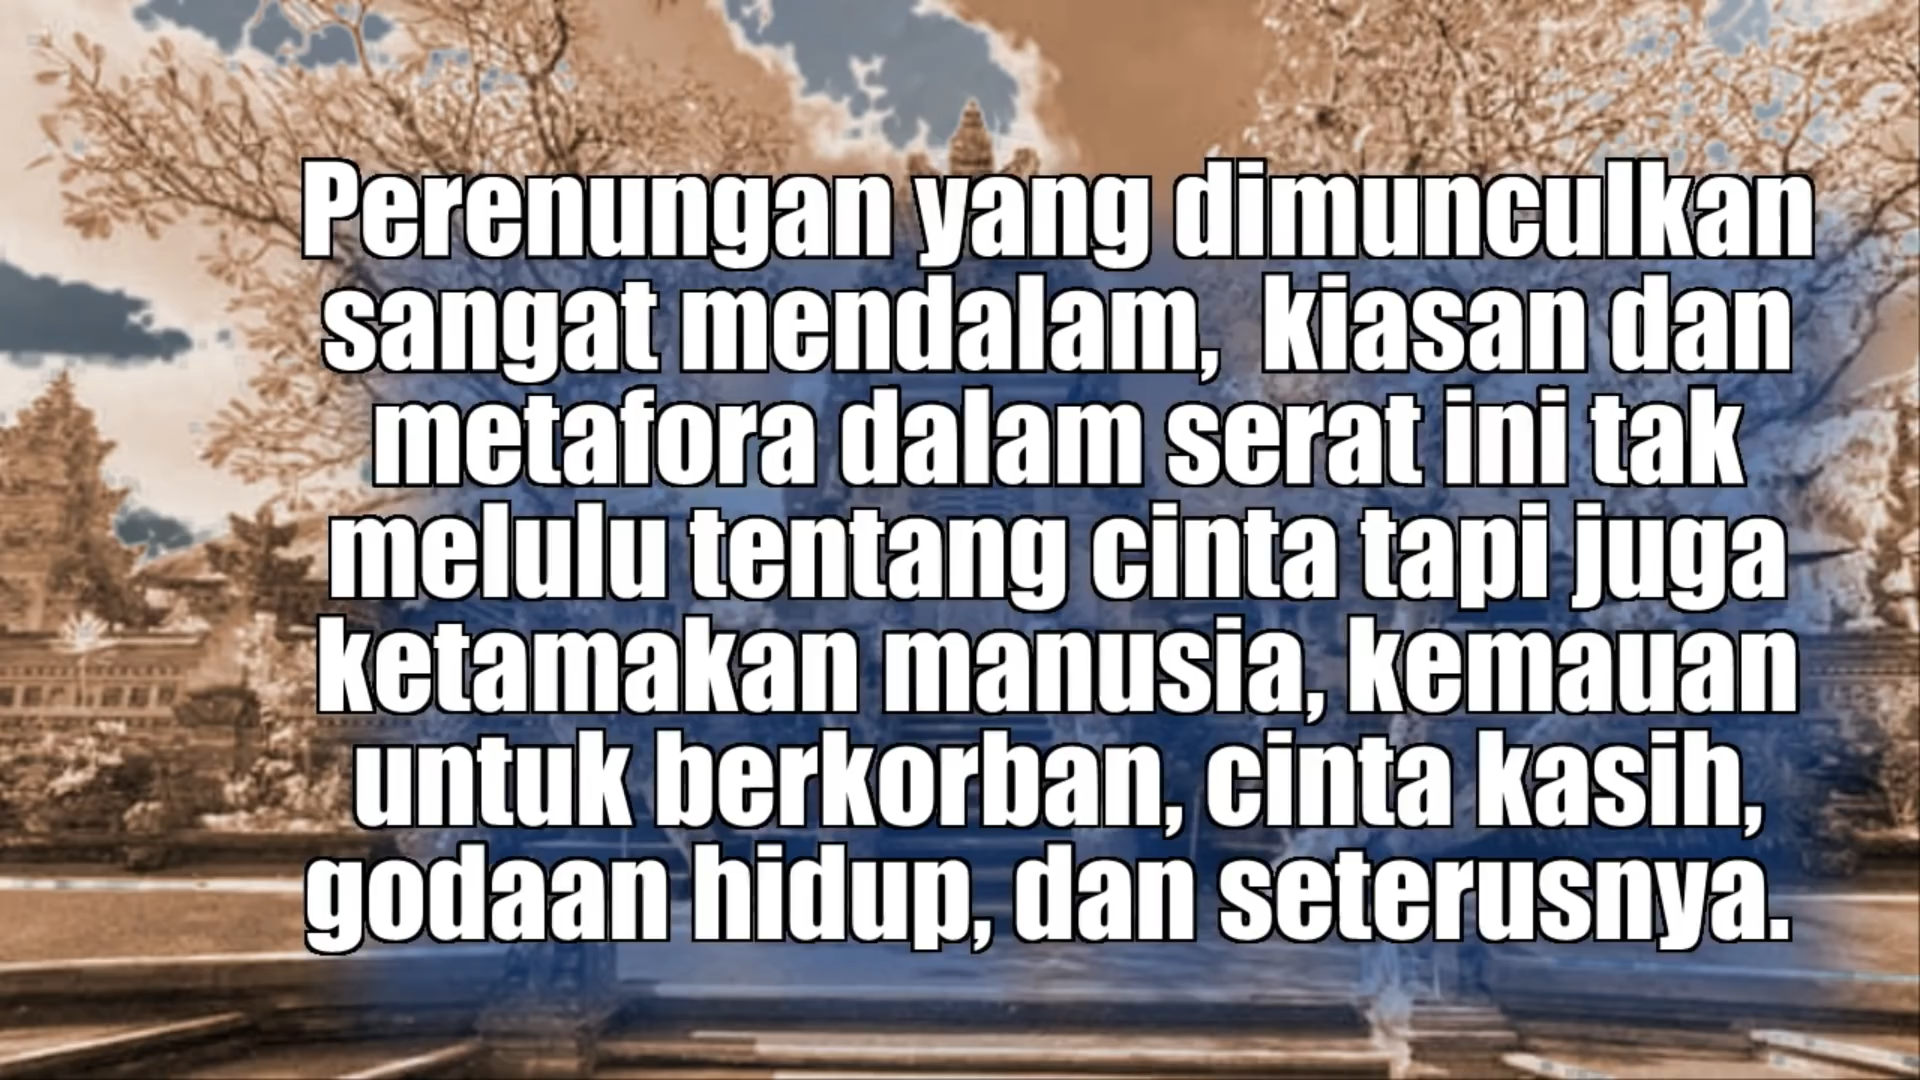 Perenungan yang dimunculkan
sangat mendalam, kiasan dan
metafora dalam serat ini tak
melulu tentang cinta tapi juga
ketamakan manusia, kemauan
untuk berkorban, cinta kasih,
godaan hidup, dan seterusnya.